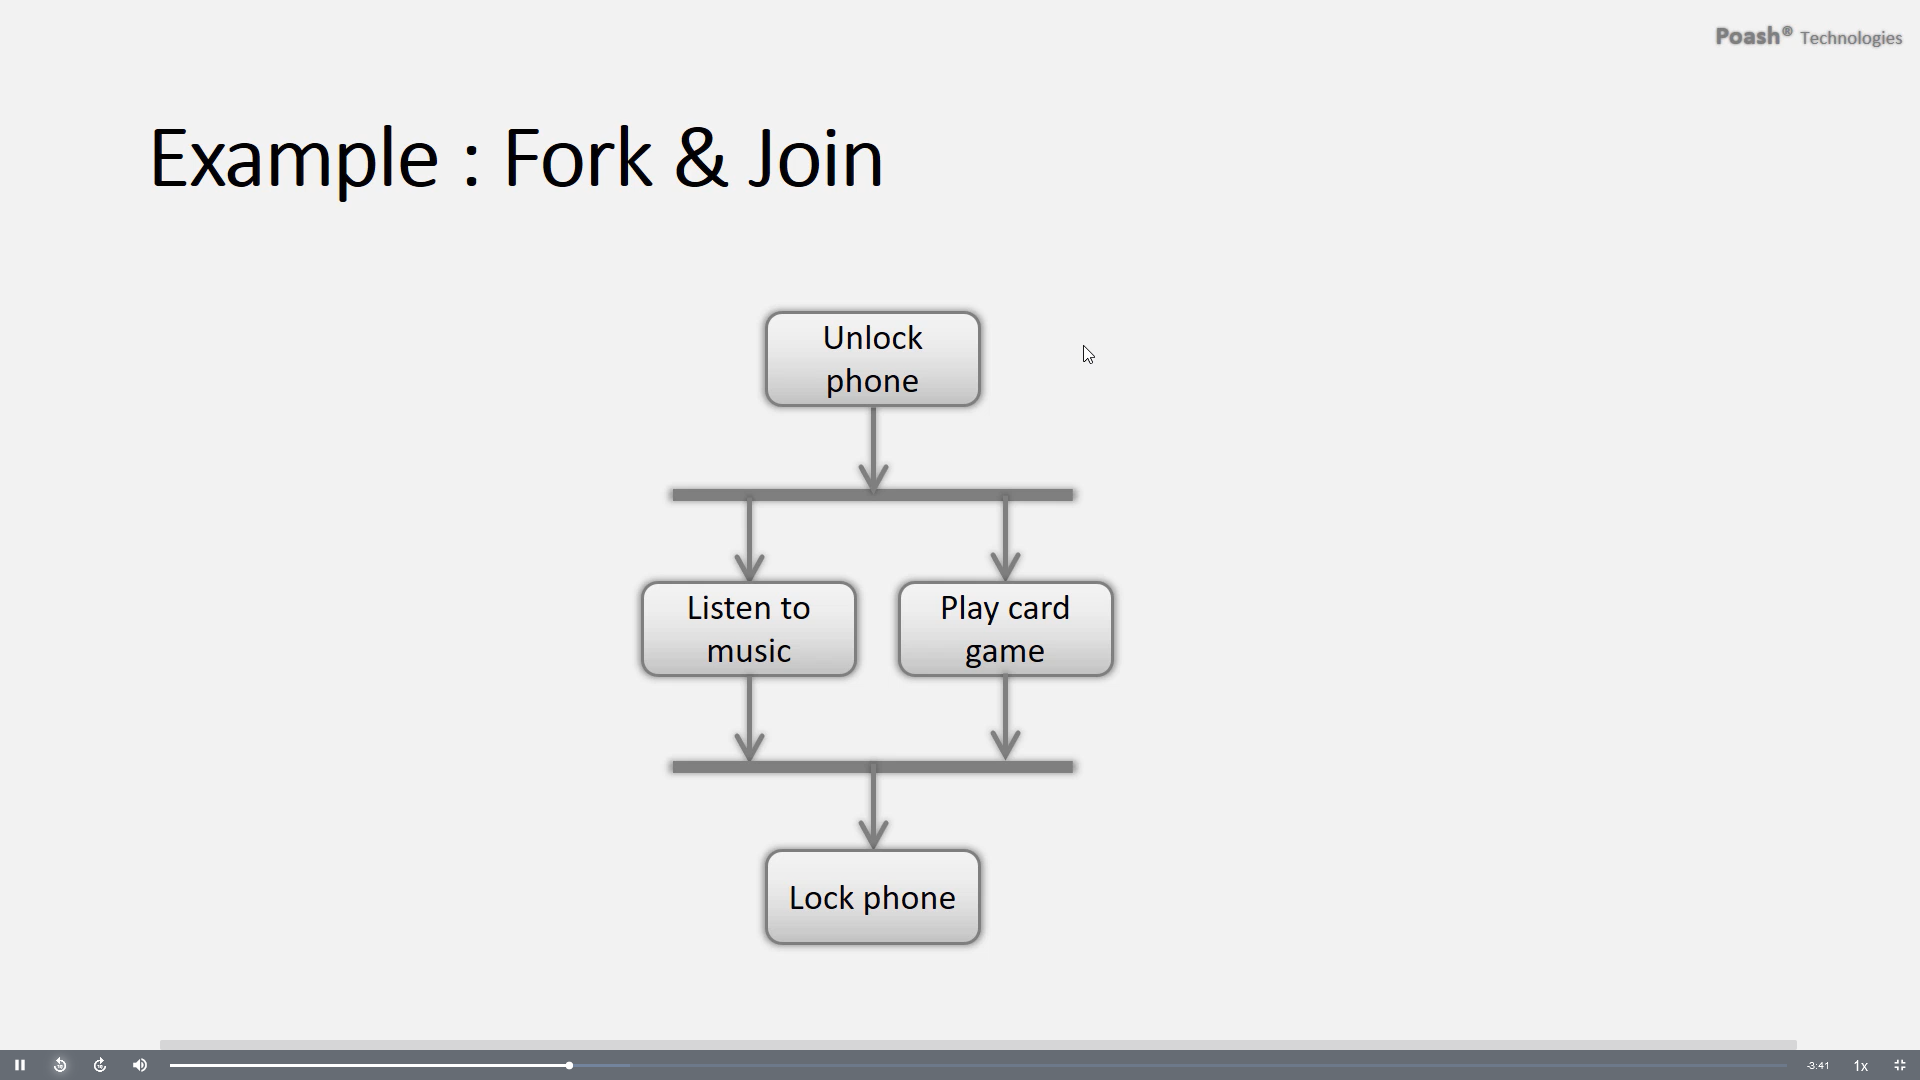 Poash® Technologies
Example : Fork & Join
Unlock
phone
Listen to
music
Play card
game
Lock phone
-3:41 1x